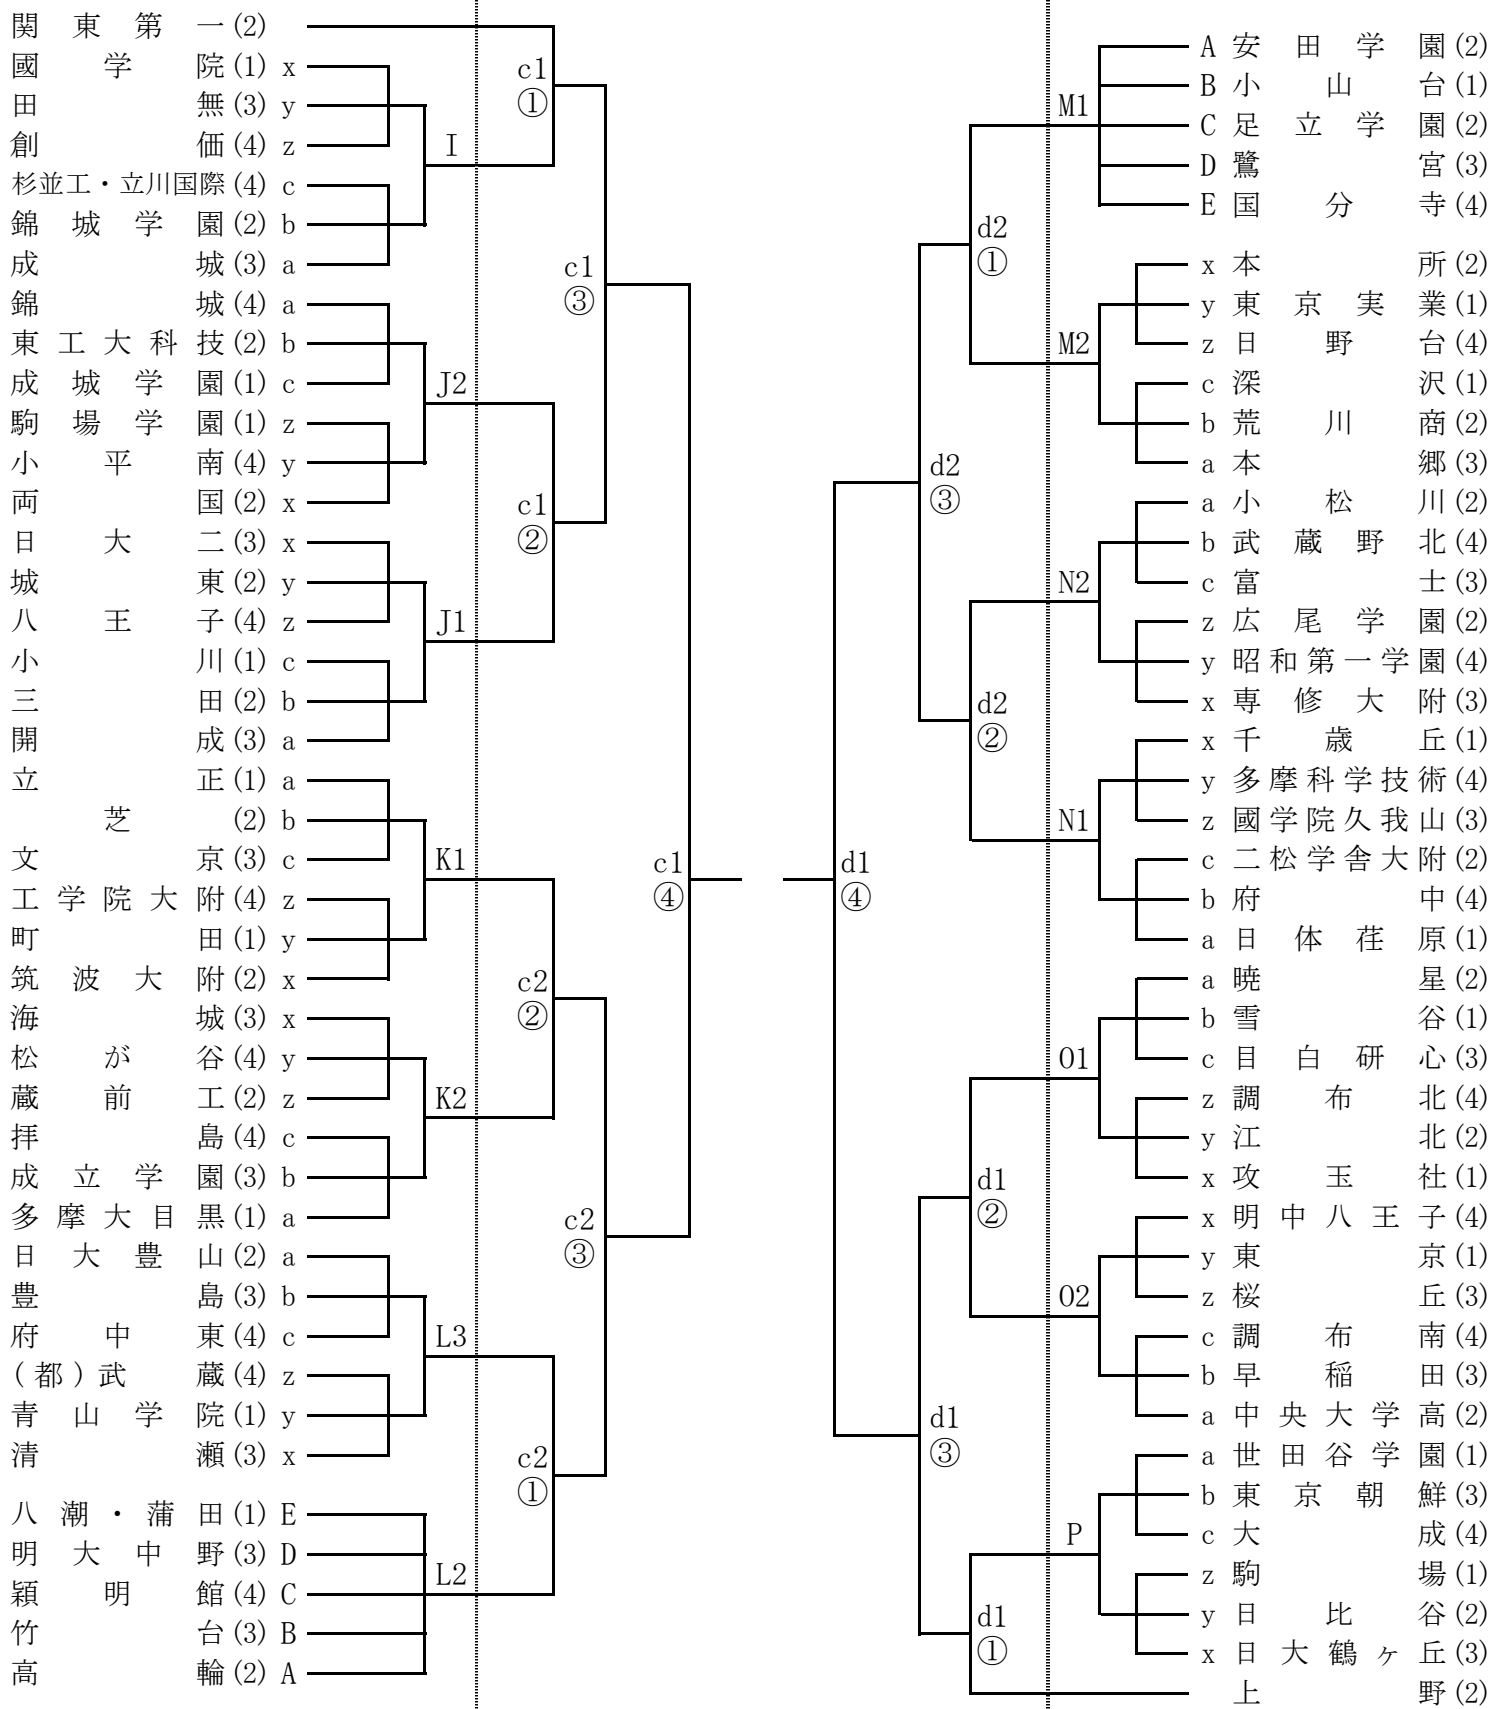 関東第一(2)
國学院(1) x
田無(3) y
創価(4) z
杉並工・立川国際(4) c
錦城学園(2) b
成城(3) a
錦城(4) a
東工大科技(2) b
成城学園(1) c
駒場学園(1) z
小平南(4) y
両国(2) x
日大二(3) x
城東(2) y
八王子(4) z
小川(1) c
三田(2) b
開成(3) a
立正(1) a
芝(2) b
文京(3) c
工学院大附(4) z
町田(1) y
筑波大附(2) x
海城(3) x
松が谷(4) y
蔵前工(2) z
拝島(4) c
成立学園(3) b
多摩大目黒(1) a
日大豊山(2) a
豊島(3) b
府中東(4) c
(都)武蔵(4) z
青山学院(1) y
清瀬(3) x
八潮・蒲田(1) E
明大中野(3) D
穎明館(4) C
竹台(3) B
高輪(2) A
I
J2
J1
K1
K2
L3
L2
c1
①
c1
②
c2
②
c2
①
c1
③
c2
③
c1
④
d1
④
d2
③
d1
③
d2
①
d2
②
d1
②
d1
①
M1
M2
N2
N1
O1
O2
P
A 安田学園(2)
B 小山台(1)
C 足立学園(2)
D 鷺宮(3)
E 国分寺(4)
x 本所(2)
y 東京実業(1)
z 日野台(4)
c 深沢(1)
b 荒川商(2)
a 本郷(3)
a 小松川(2)
b 武蔵野北(4)
c 富士(3)
z 広尾学園(2)
y 昭和第一学園(4)
x 専修大附(3)
x 千歳丘(1)
y 多摩科学技術(4)
z 國学院久我山(3)
c 二松学舎大附(2)
b 府中(4)
a 日体荏原(1)
a 暁星(2)
b 雪谷(1)
c 目白研心(3)
z 調布北(4)
y 江北(2)
x 攻玉社(1)
x 明中八王子(4)
y 東京(1)
z 桜丘(3)
c 調布南(4)
b 早稲田(3)
a 中央大学高(2)
a 世田谷学園(1)
b 東京朝鮮(3)
c 大成(4)
z 駒場(1)
y 日比谷(2)
x 日大鶴ヶ丘(3)
上野(2)